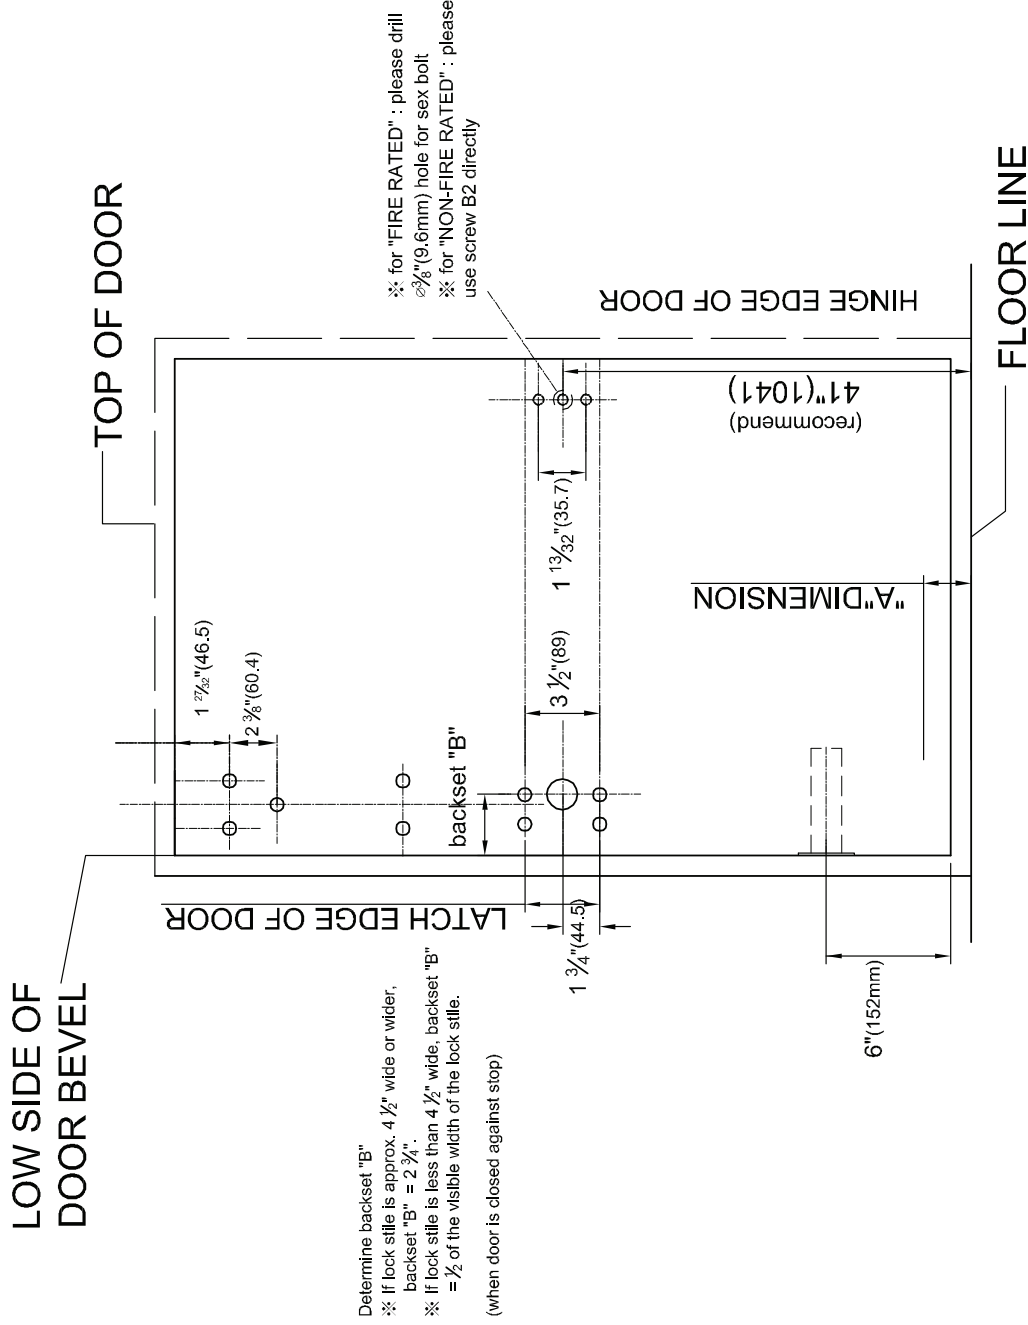 TOP OF DOOR
※ for "FIRE RATED" : please drill
⌀3/8"(9.6mm) hole for sex bolt
※ for "NON-FIRE RATED" : please
use screw B2 directly
HINGE EDGE OF DOOR
FLOOR LINE
41"(1041)
(recommend)
1 13/32"(35.7)
"A"DIMENSION
1 27/32"(46.5)
2 3/8"(60.4)
3 1/2"(89)
backset "B"
LATCH EDGE OF DOOR
1 3/4"(44.5)
6"(152mm)
LOW SIDE OF
DOOR BEVEL
Determine backset "B"
※ If lock stile is approx. 4 1/2" wide or wider,
backset "B" = 2 3/4".
※ If lock stile is less than 4 1/2" wide, backset "B"
= 1/2 of the visible width of the lock stile.
(when door is closed against stop)